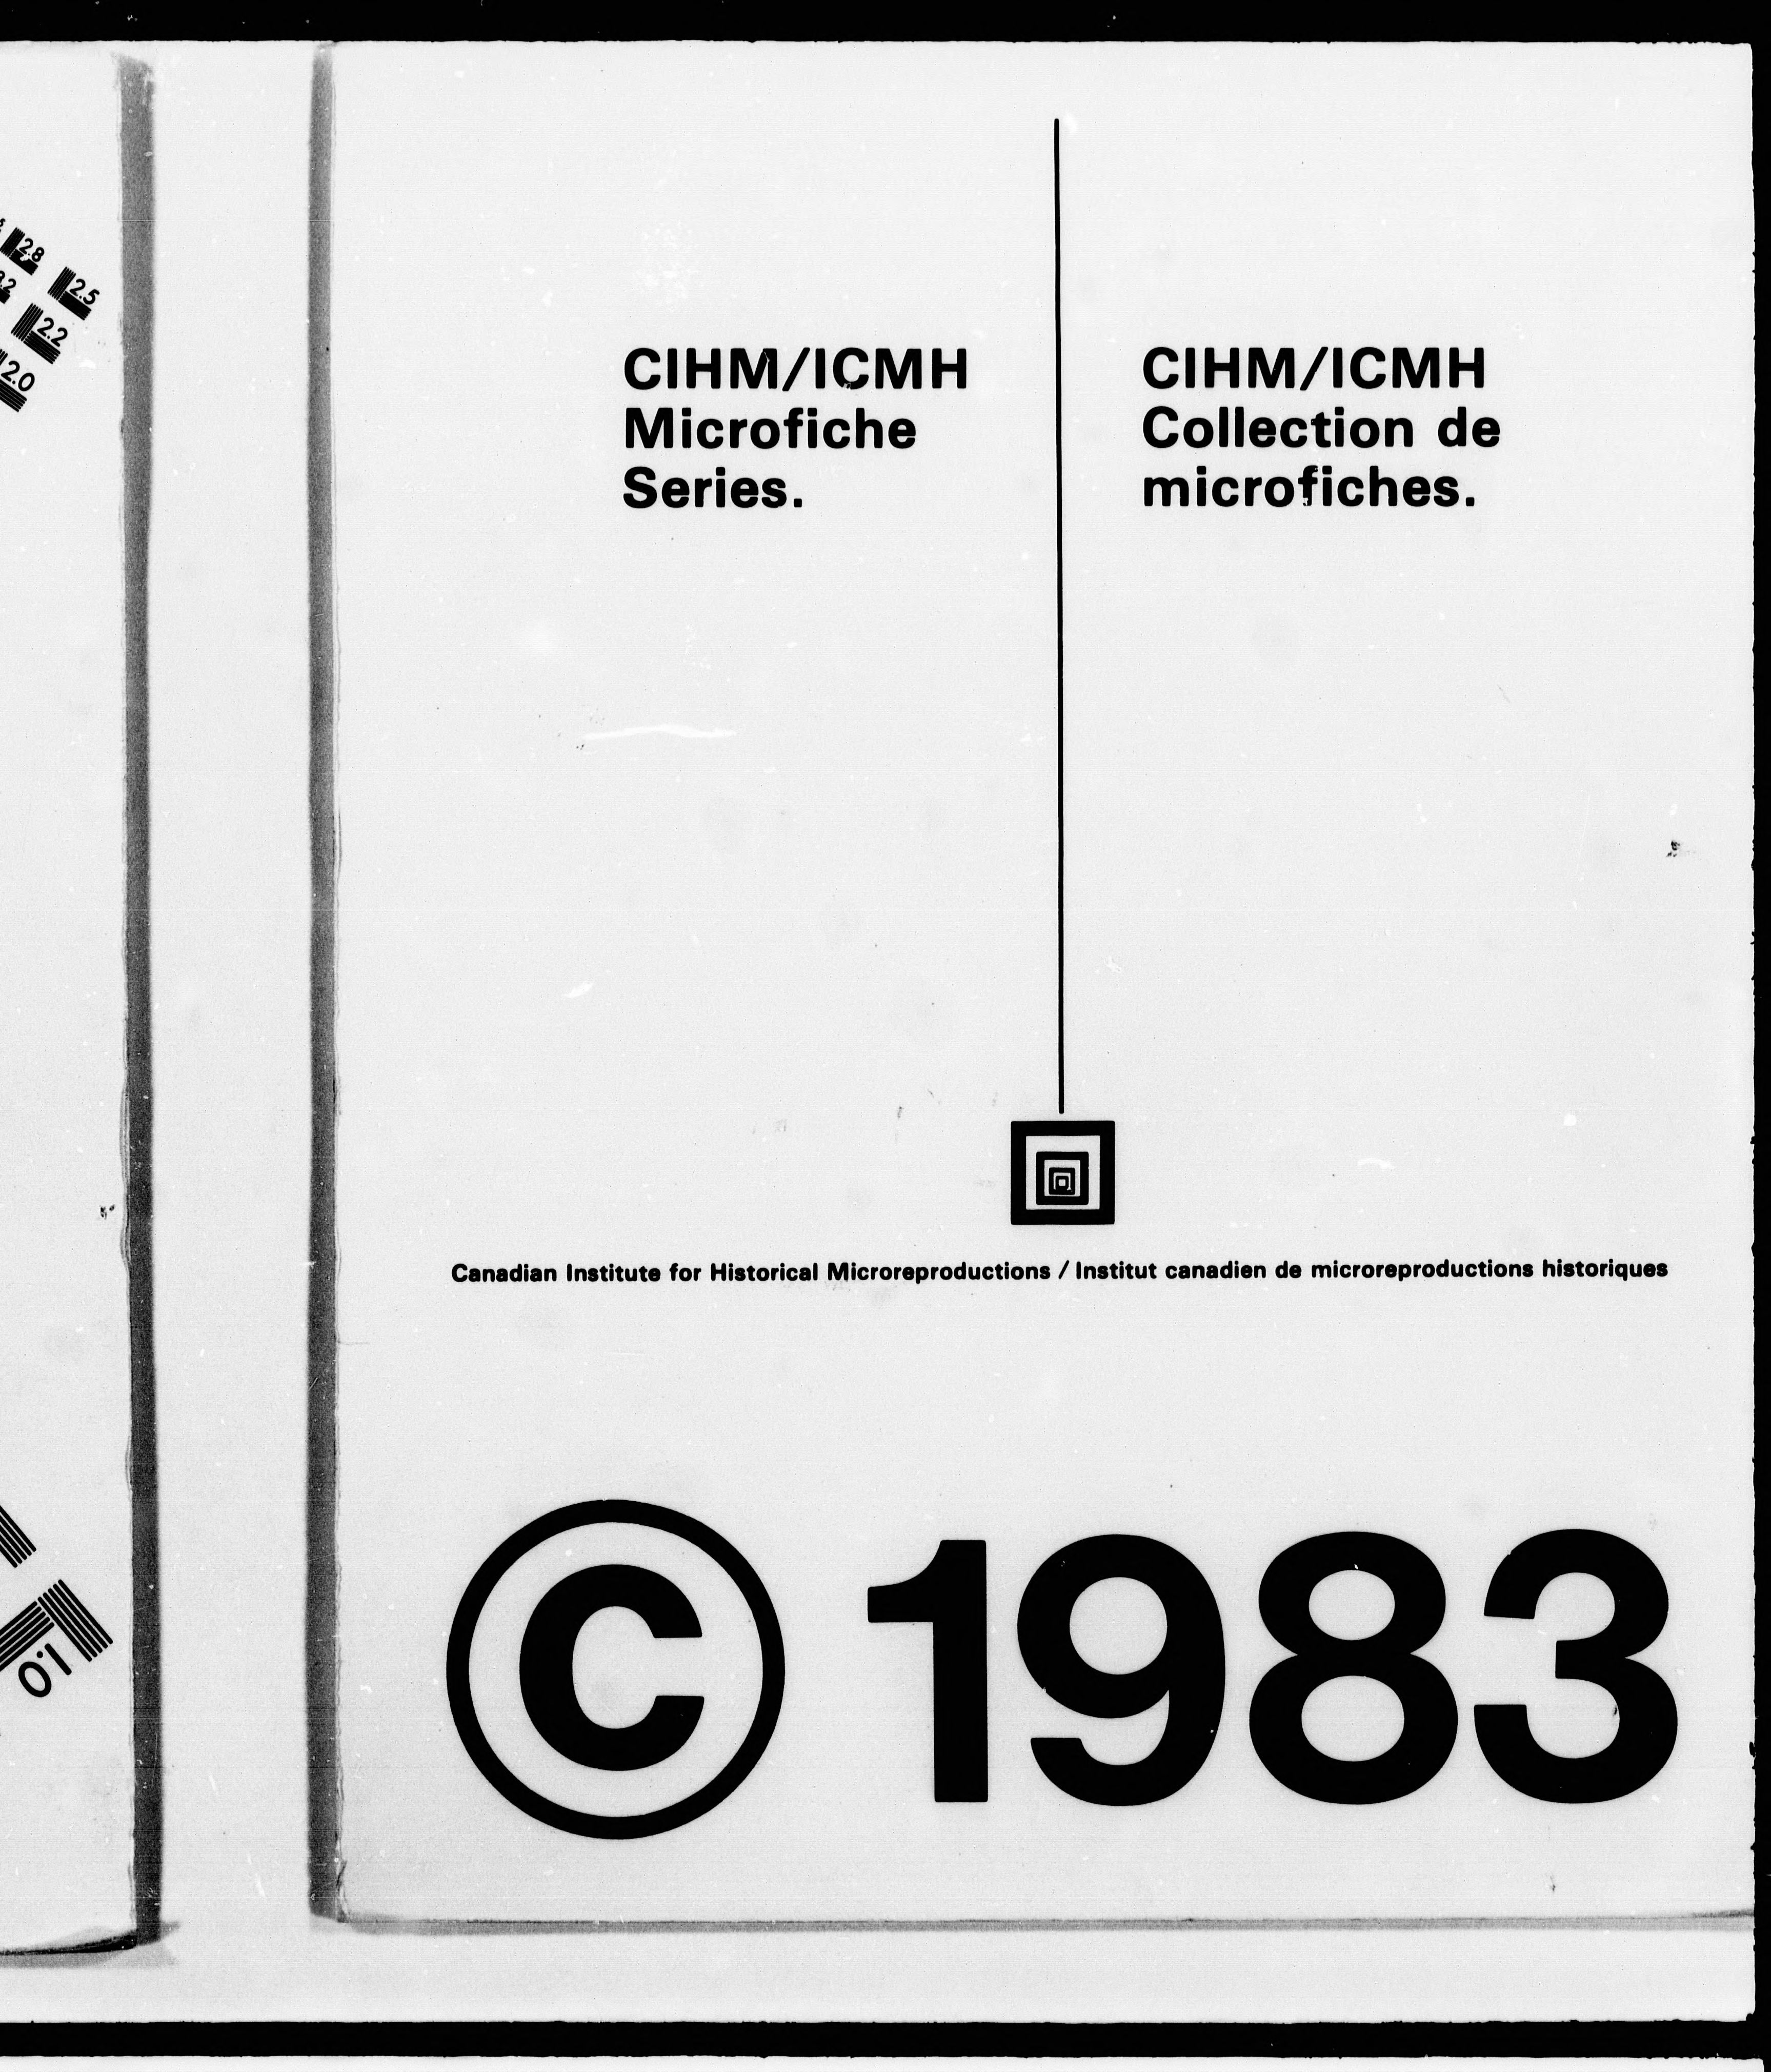 2.8
2.5
2.2
2.0
CIHM/ICMH
Microfiche
Series.
CIHM/ICMH
Collection de
microfiches.
Canadian Institute for Historical Microreproductions / Institut canadien de microreproductions historiques
1.0
© 1983